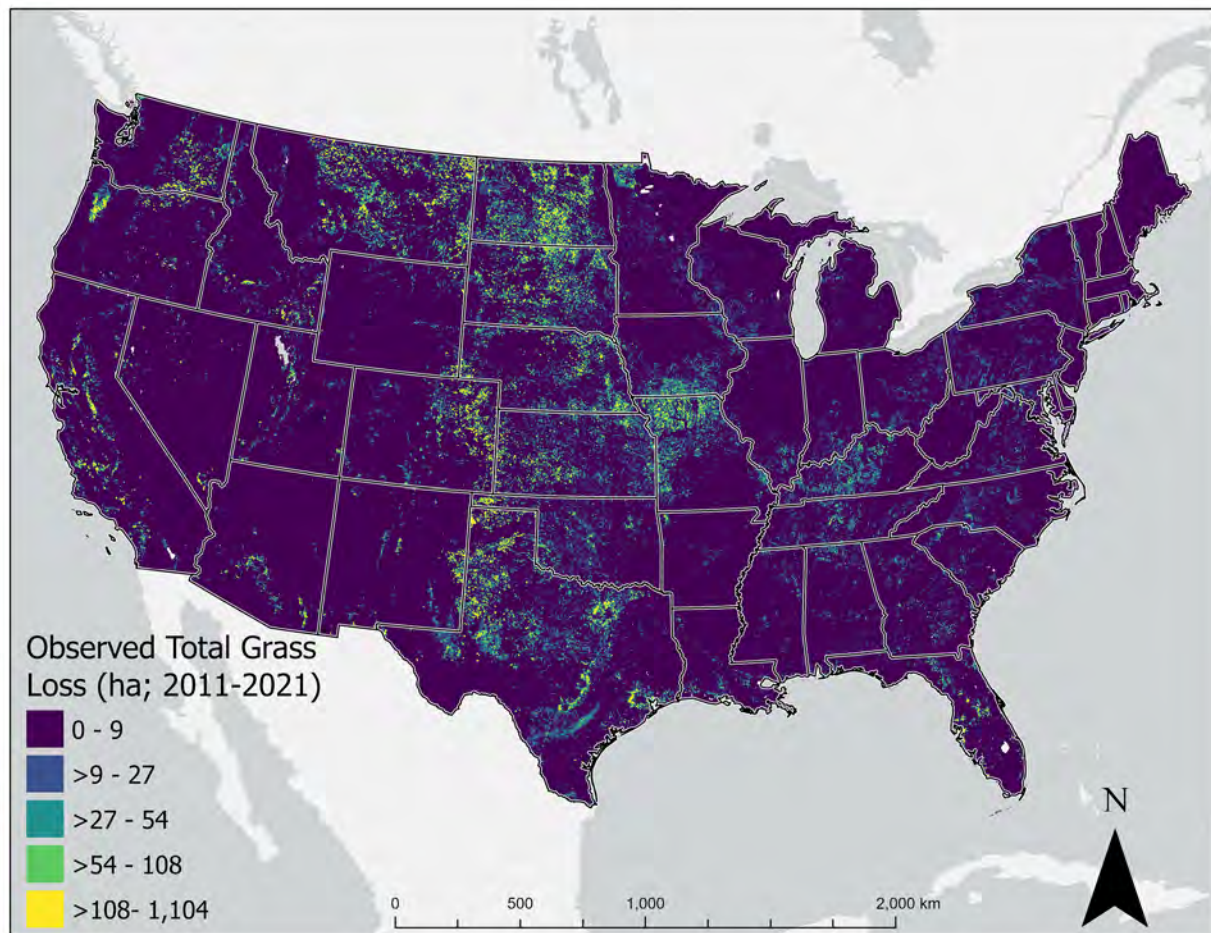 Observed Total Grass
Loss (ha; 2011-2021)
0 - 9
>9 - 27
>27 - 54
>54 - 108
>108- 1,104
0 500 1,000 2,000 km
N